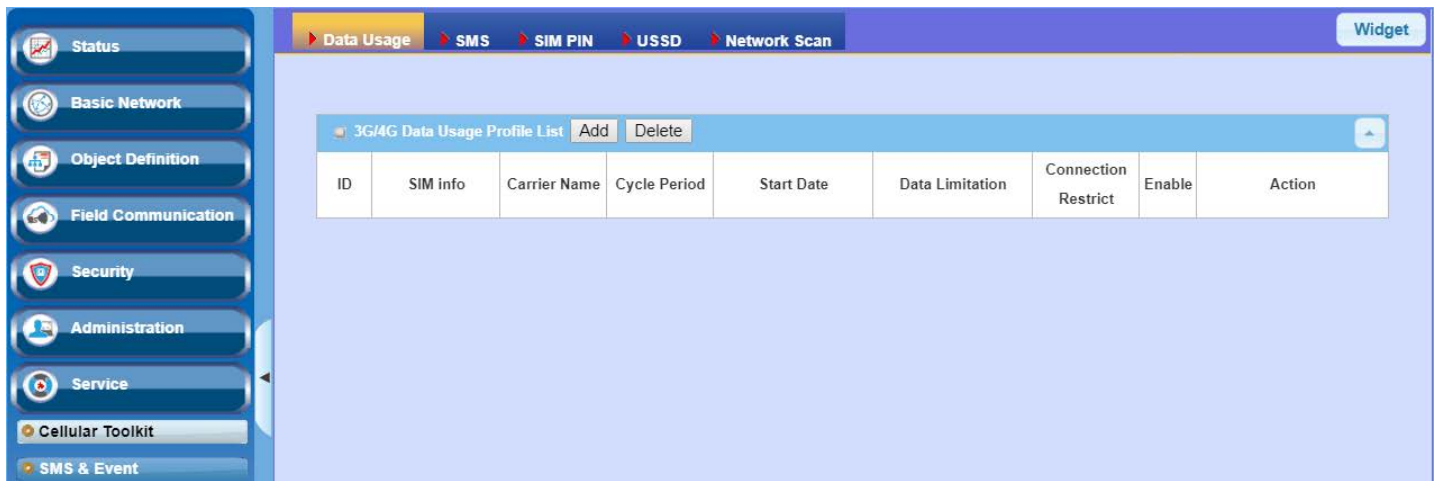 Status
Basic Network
Object Definition
Field Communication
Security
Administration
Service
Cellular Toolkit
SMS & Event
Data Usage SMS SIM PIN USSD Network Scan
Widget
3G/4G Data Usage Profile List Add Delete
ID SIM info Carrier Name Cycle Period Start Date Data Limitation Connection Restrict Enable Action